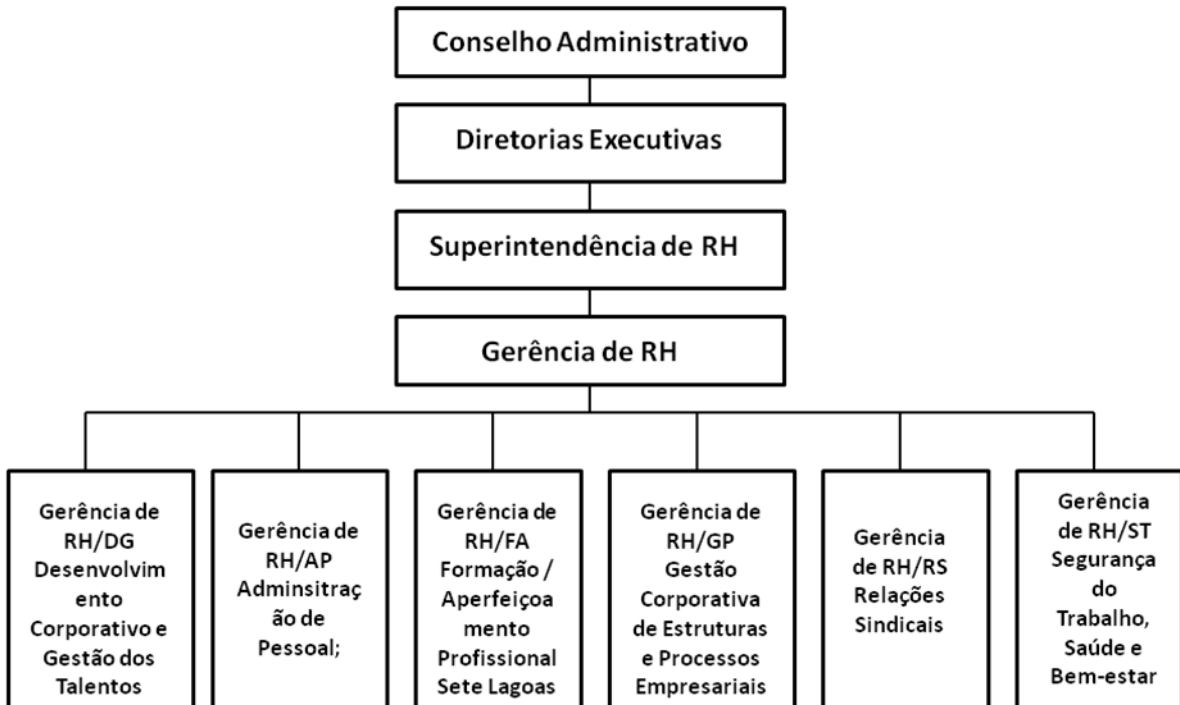 Conselho Administrativo
Diretorias Executivas
Superintendência de RH
Gerência de RH
Gerência de
RH/DG
Desenvolvim
ento
Corporativo e
Gestão dos
Talentos
Gerência de
RH/AP
Adminsitraç
ão de
Pessoal;
Gerência de
RH/FA
Formação /
Aperfeiçoa
mento
Profissional
Sete Lagoas
Gerência de
RH/GP
Gestão
Corporativa
de Estruturas
e Processos
Empresariais
Gerência
de RH/RS
Relações
Sindicais
Gerência
de RH/ST
Segurança
do
Trabalho,
Saúde e
Bem-estar